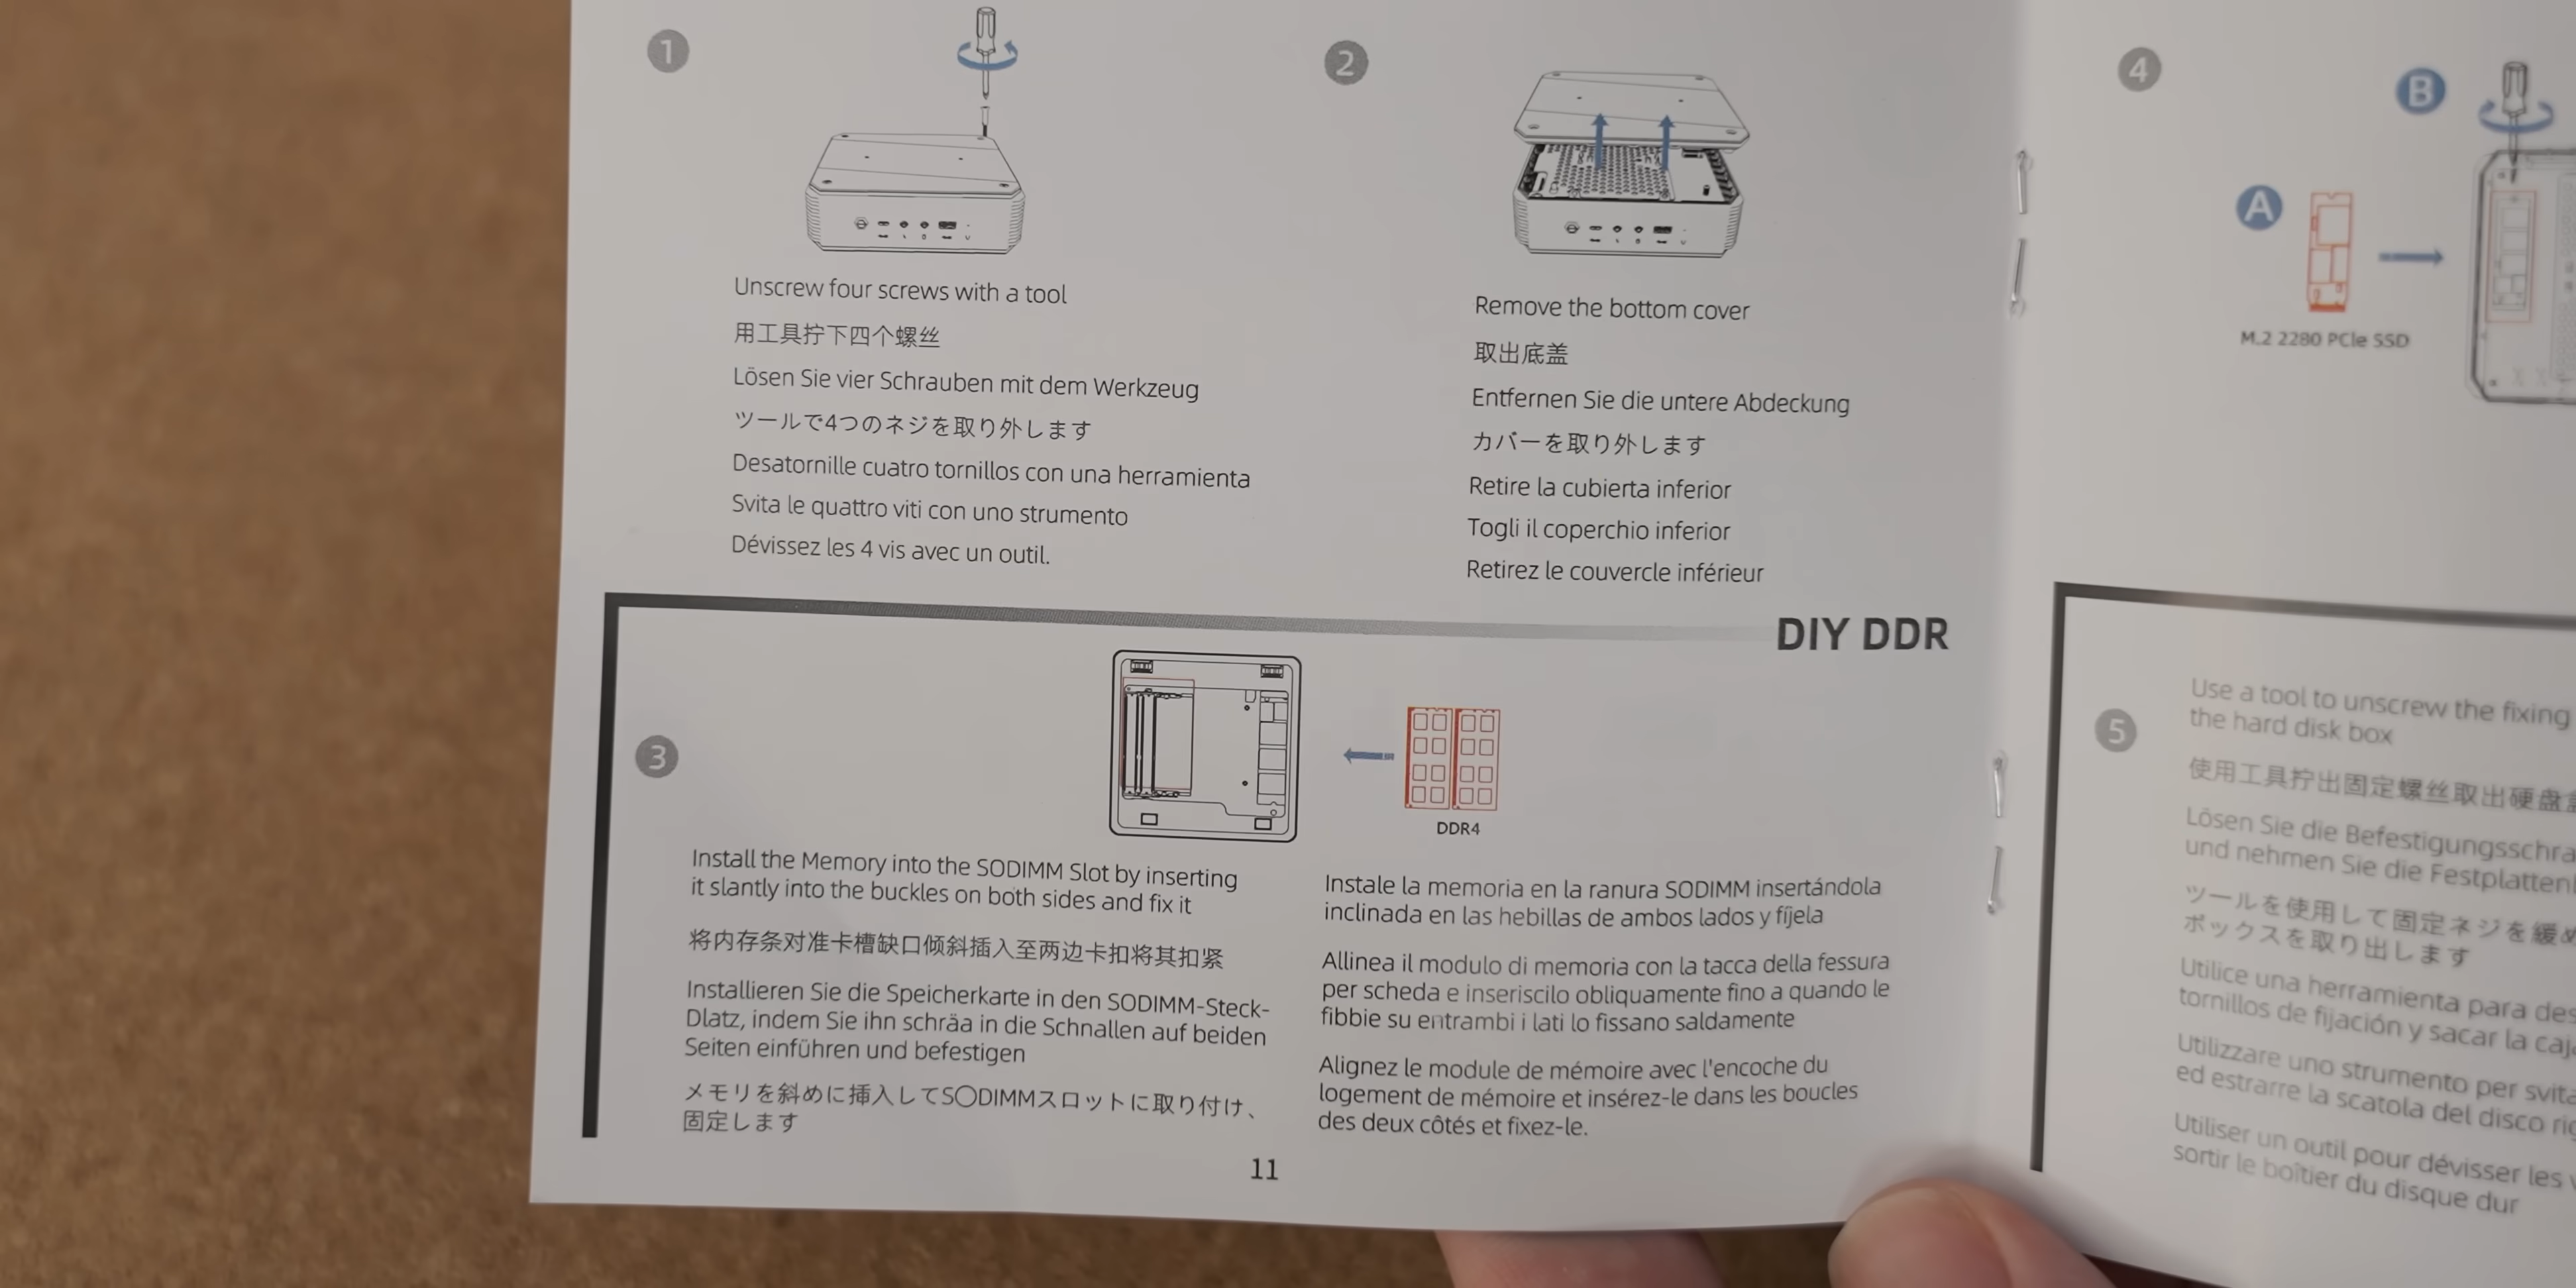 1
Unscrew four screws with a tool
用工具拧下四个螺丝
Lösen Sie vier Schrauben mit dem Werkzeug
ツールで4つのネジを取り外します
Desatornille cuatro tornillos con una herramienta
Svita le quattro viti con uno strumento
Dévissez les 4 vis avec un outil.
2
Remove the bottom cover
取出底盖
Entfernen Sie die untere Abdeckung
カバーを取り外します
Retire la cubierta inferior
Togli il coperchio inferior
Retirez le couvercle inférieur
DIY DDR
3
DDR4
Install the Memory into the SODIMM Slot by inserting
it slantly into the buckles on both sides and fix it
将内存条对准卡槽缺口倾斜插入至两边卡扣将其扣紧
Installieren Sie die Speicherkarte in den SODIMM-Steck-
Dlatz, indem Sie ihn schräa in die Schnallen auf beiden
Seiten einführen und befestigen
メモリを斜めに挿入してS〇DIMMスロットに取り付け、
固定します
Instale la memoria en la ranura SODIMM insertándola
inclinada en las hebillas de ambos lados y fíjela
Allinea il modulo di memoria con la tacca della fessura
per scheda e inseriscilo obliquamente fino a quando le
fibbie su entrambi i lati lo fissano saldamente
Alignez le module de mémoire avec l'encoche du
logement de mémoire et insérez-le dans les boucles
des deux côtés et fixez-le.
11
4
B
A
M.2 2280 PCIe SSD
5
Use a tool to unscrew the fixing
the hard disk box
使用工具拧出固定螺丝取出硬盘
Lösen Sie die Befestigungsschra
und nehmen Sie die Festplatten
ツールを使用して固定ネジを緩め
ボックスを取り出します
Utilice una herramienta para des
tornillos de fijación y sacar la caj
Utilizzare uno strumento per svita
ed estrarre la scatola del disco rig
Utiliser un outil pour dévisser les
sortir le boîtier du disque dur